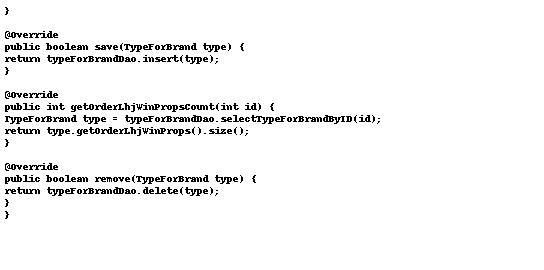 }
@Override
public boolean save(TypeForBrand type) {
return typeForBrandDao.insert(type);
}
@Override
public int getOrderLhjWinPropsCount(int id) {
TypeForBrand type = typeForBrandDao.selectTypeForBrandByID(id);
return type.getOrderLhjWinProps().size();
}
@Override
public boolean remove(TypeForBrand type) {
return typeForBrandDao.delete(type);
}
}